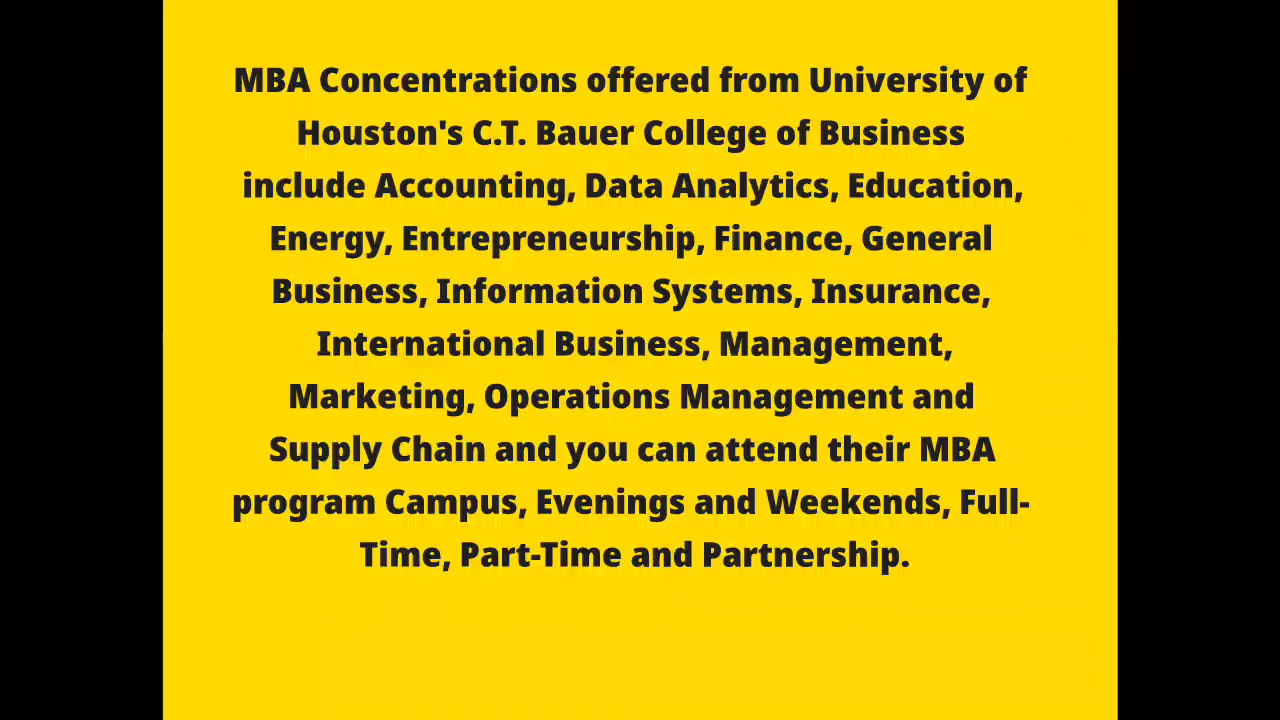 MBA Concentrations offered from University of
Houston's C.T. Bauer College of Business
include Accounting, Data Analytics, Education,
Energy, Entrepreneurship, Finance, General
Business, Information Systems, Insurance,
International Business, Management,
Marketing, Operations Management and
Supply Chain and you can attend their MBA
program Campus, Evenings and Weekends, Full-
Time, Part-Time and Partnership.